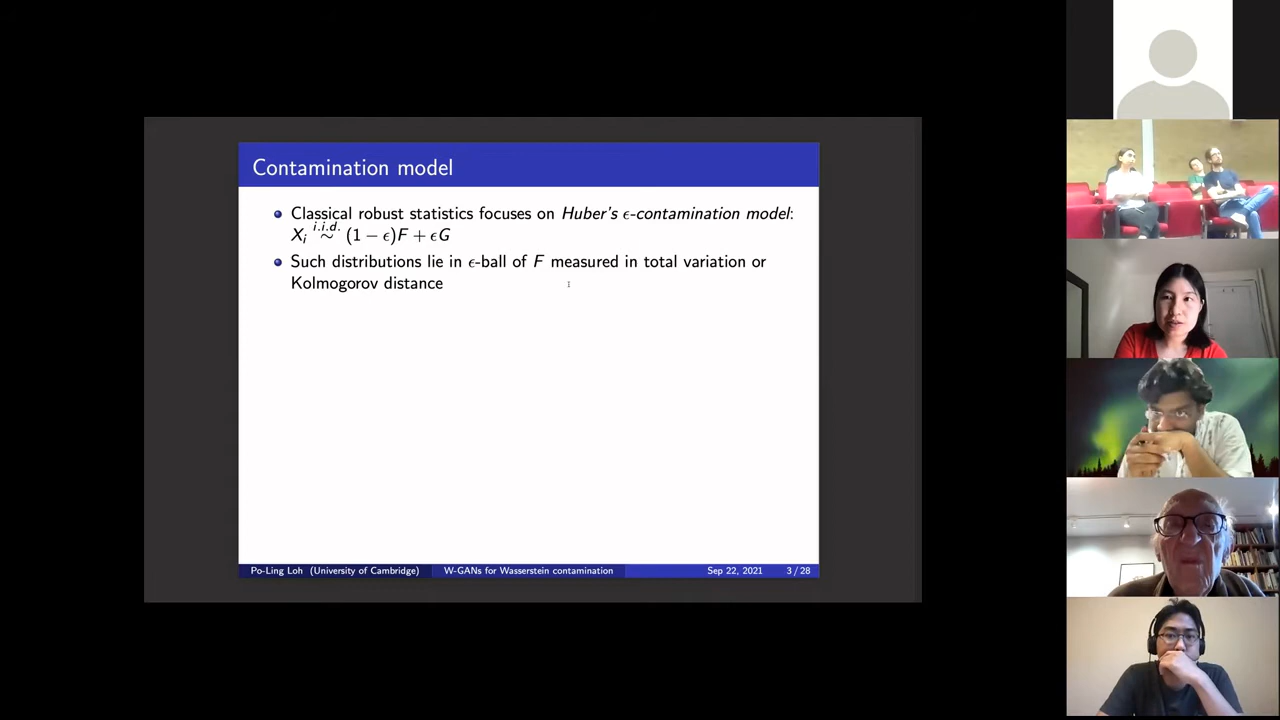 Contamination model
Classical robust statistics focuses on Huber's ϵ-contamination model:
X_i i.i.d. ∼ (1 − ϵ)F + ϵG
Such distributions lie in ϵ-ball of F measured in total variation or
Kolmogorov distance
Po-Ling Loh (University of Cambridge) W-GANs for Wasserstein contamination Sep 22, 2021 3 / 28